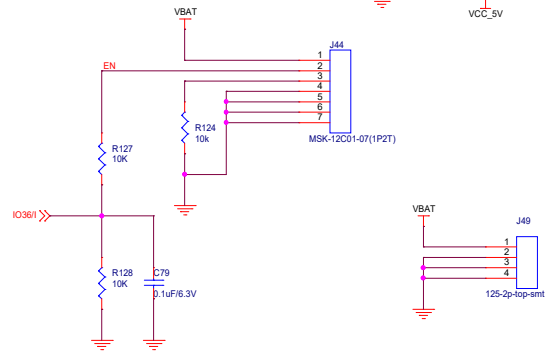 VCC_5V
VBAT
J44
EN
1
2
3
4
5
6
7
R124
10k
MSK-12C01-07(1P2T)
R127
10K
IO36/I
VBAT
J49
1
2
3
4
125-2p-top-smt
R128
10K
C79
0.1uF/6.3V